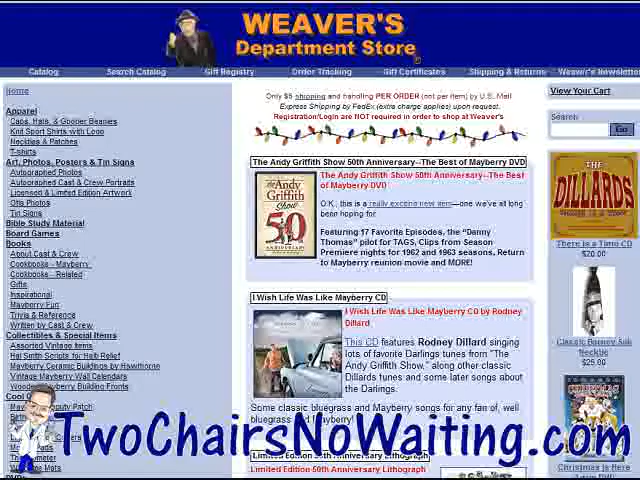 WEAVER'S
Department Store
Catalog Search Catalog Gift Registry Order Tracking Gift Certificates Shipping & Returns Weaver's Newsletter
Home
Apparel
Caps, Hats, & Goober Beanies
Knit Sport Shirts with Logo
Neckties & Patches
T-shirts
Art, Photos, Posters & Tin Signs
Autographed Photos
Autographed Cast & Crew Portraits
Licensed & Limited Edition Artwork
Otis Photos
Tin Signs
Bible Study Material
Board Games
Books
About Cast & Crew
Cookbooks - Mayberry
Cookbooks - Related
Gifts
Inspirational
Mayberry Fun
Trivia & Reference
Written by Cast & Crew
Collectibles & Special Items
Assorted Vintage Items
Hal Smith Scripts for Halo Relief
Mayberry Ceramic Buildings by Hawthorne
Vintage Mayberry Wall Calendars
Wooden Mayberry Building Fronts
Only $5 shipping and handling PER ORDER (not per item) by U.S. Mail
Express Shipping by FedEx (extra charge applies) upon request.
Registration/Login are NOT required in order to shop at Weaver's
The Andy Griffith Show 50th Anniversary--The Best of Mayberry DVD
The Andy Griffith Show
50
The Andy Griffith Show 50th Anniversary--The Best of Mayberry DVD
O.K., this is a really exciting new item—one we've all long been hoping for.
Featuring 17 Favorite Episodes, the "Danny
Thomas" pilot for TAGS, Clips from Season
Premiere nights for 1962 and 1963 seasons, Return
to Mayberry reunion movie and MORE!
I Wish Life Was Like Mayberry CD
I Wish Life Was Like Mayberry CD by Rodney
Dillard
This CD features Rodney Dillard singing
lots of favorite Darlings tunes from "The
Andy Griffith Show," along other classic
Dillards tunes and some later songs about
the Darlings.
Some classic bluegrass and Mayberry songs for any fan of, well
Limited Edition 50th Anniversary Lithograph
View Your Cart
Search
Go
THE
DILLARDS
There is a Time CD
$20.00
Classic Barney Silk
Necktie
$25.00
Christmas is Here
TwoChairsNoWaiting.com